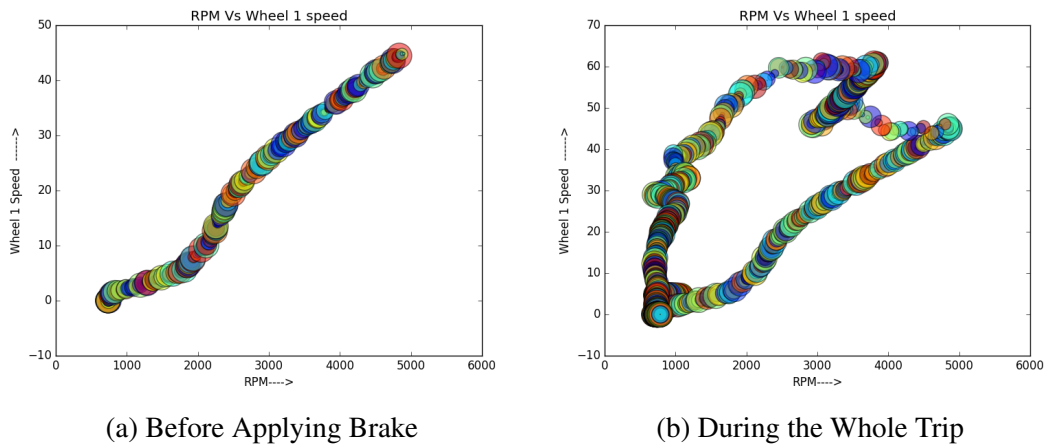 RPM Vs Wheel 1 speed
50
40
30
20
10
0
−10
Wheel 1 Speed ------>
0 1000 2000 3000 4000 5000 6000
RPM---->
(a) Before Applying Brake
RPM Vs Wheel 1 speed
70
60
50
40
30
20
10
0
−10
Wheel 1 Speed ------>
0 1000 2000 3000 4000 5000 6000
RPM---->
(b) During the Whole Trip